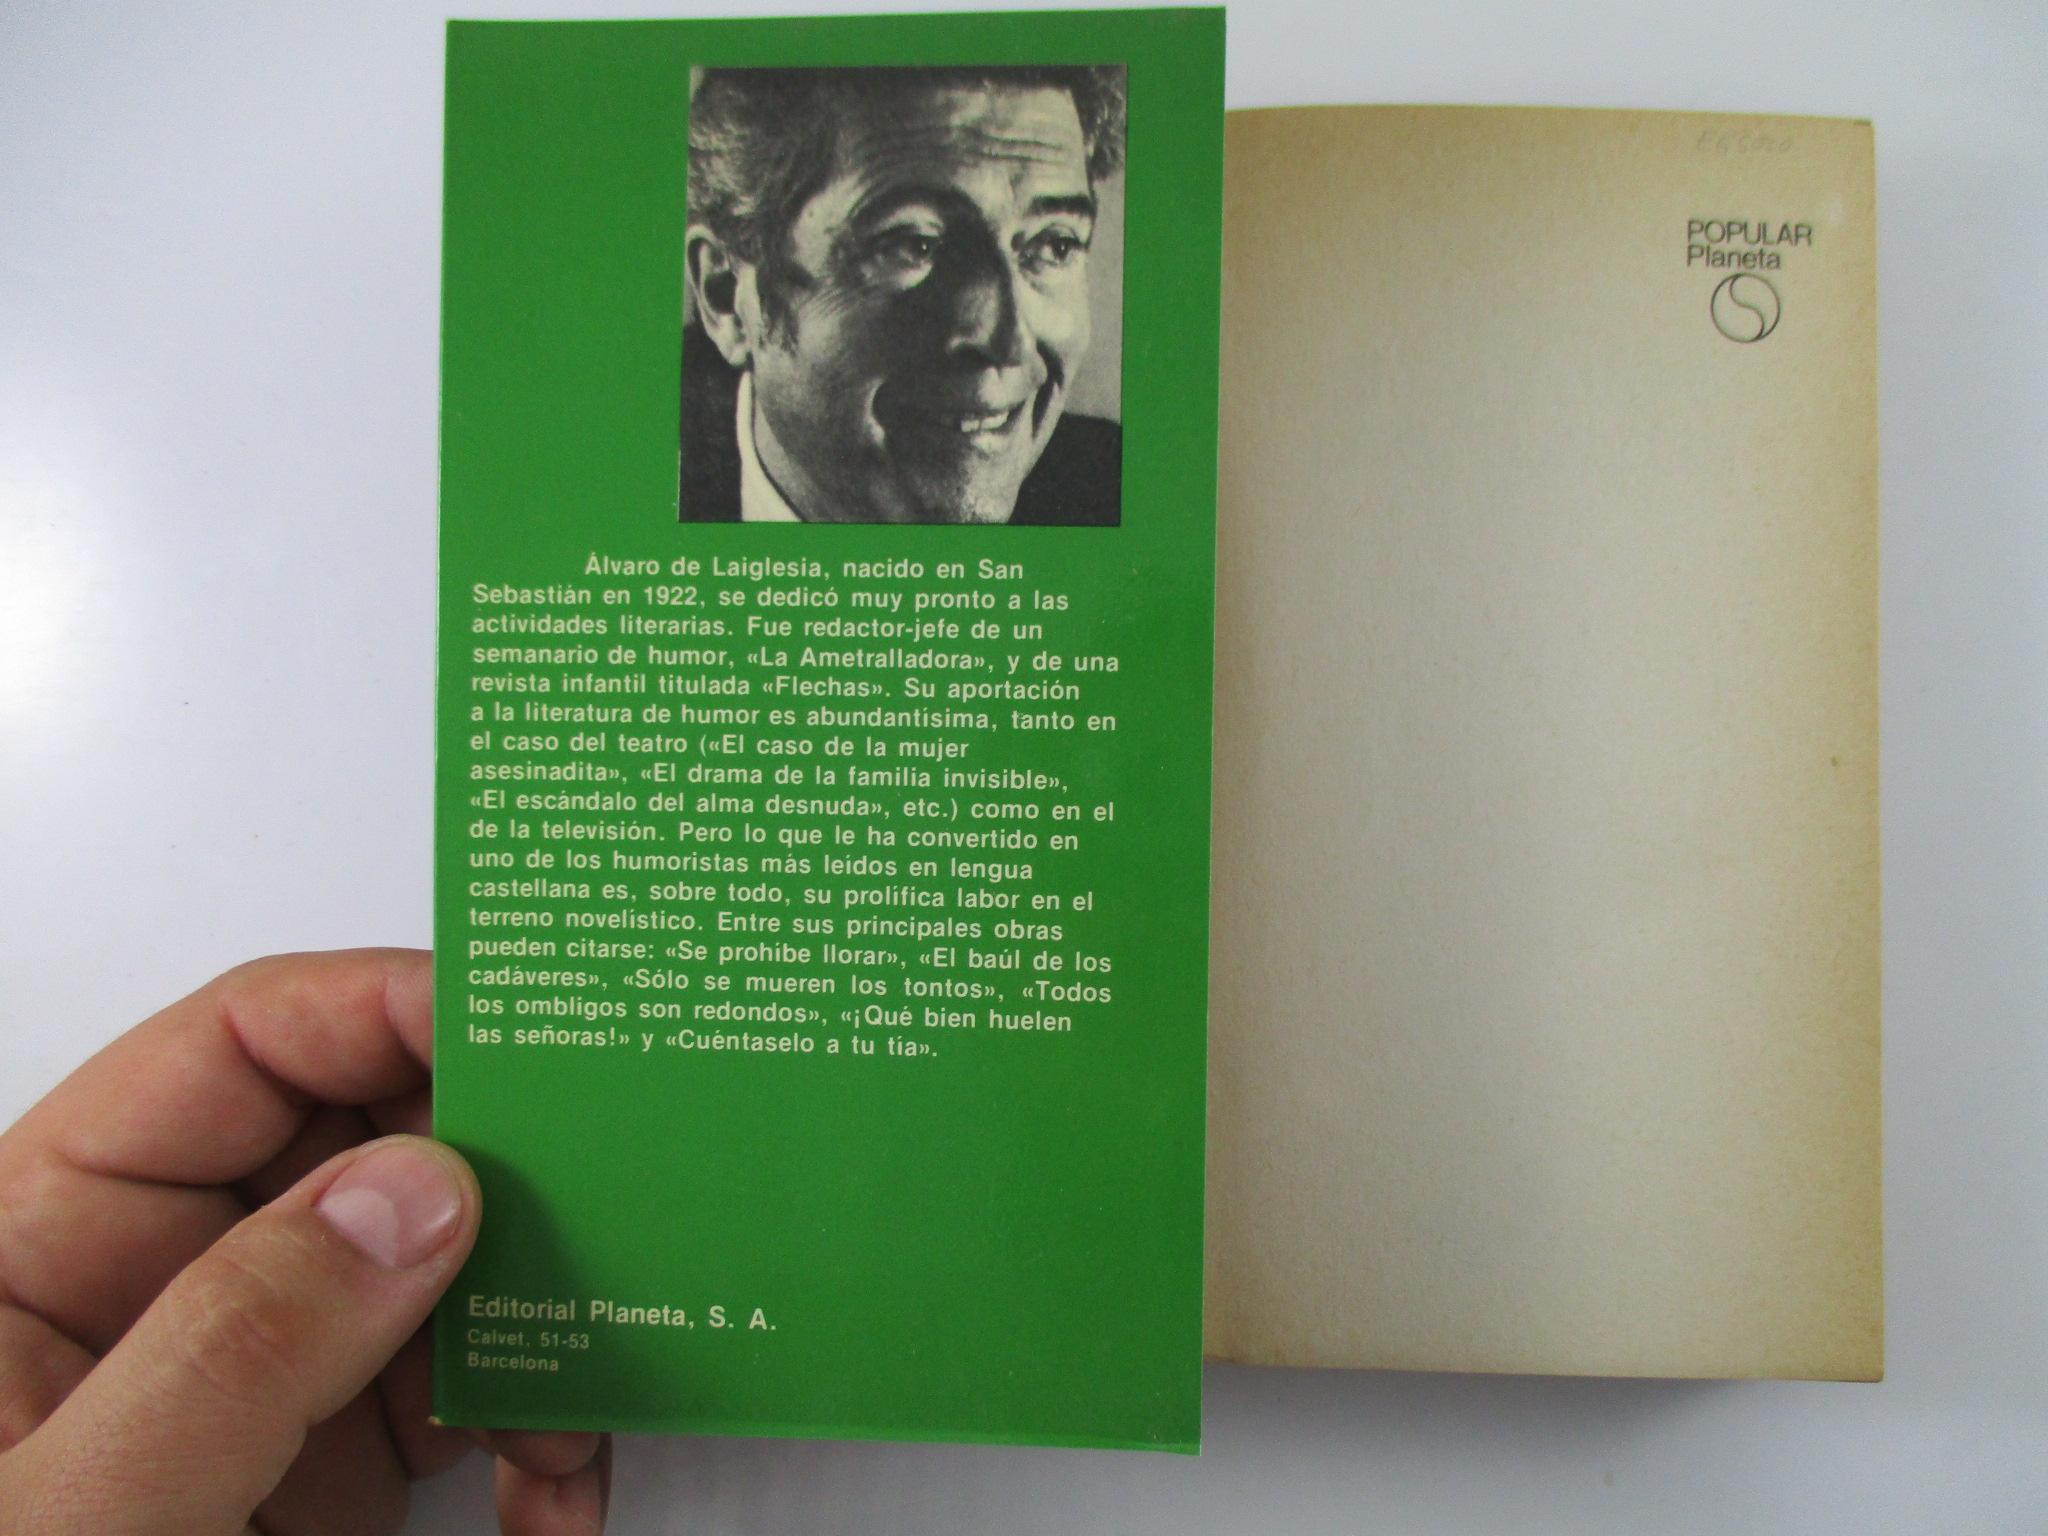 Álvaro de Laiglesia, nacido en San
Sebastián en 1922, se dedicó muy pronto a las
actividades literarias. Fue redactor-jefe de un
semanario de humor, «La Ametralladora», y de una
revista infantil titulada «Flechas». Su aportación
a la literatura de humor es abundantísima, tanto en
el caso del teatro («El caso de la mujer
asesinadita», «El drama de la familia invisible»,
«El escándalo del alma desnuda», etc.) como en el
de la televisión. Pero lo que le ha convertido en
uno de los humoristas más leídos en lengua
castellana es, sobre todo, su prolífica labor en el
terreno novelístico. Entre sus principales obras
pueden citarse: «Se prohíbe llorar», «El baúl de los
cadáveres», «Sólo se mueren los tontos», «Todos
los ombligos son redondos», «¡Qué bien huelen
las señoras!» y «Cuéntaselo a tu tía».
Editorial Planeta, S. A.
Calvet, 51-53
Barcelona
POPULAR
Planeta